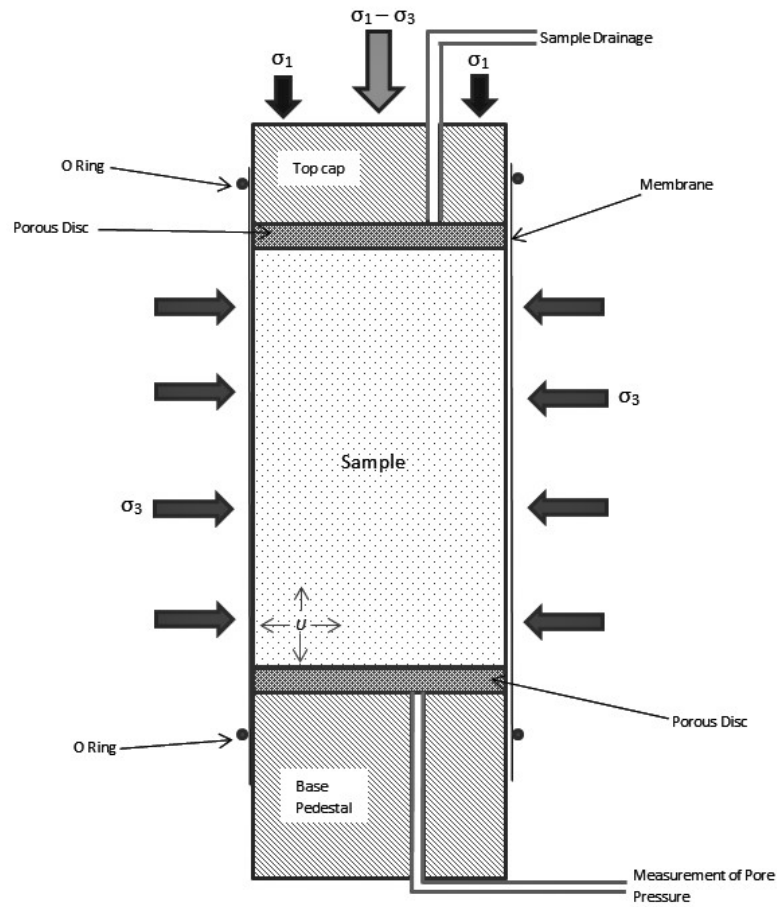 σ1 – σ3
Sample Drainage
σ1
σ1
Top cap
O Ring
Membrane
Porous Disc
σ3
Sample
σ3
u
Porous Disc
O Ring
Base
Pedestal
Measurement of Pore
Pressure